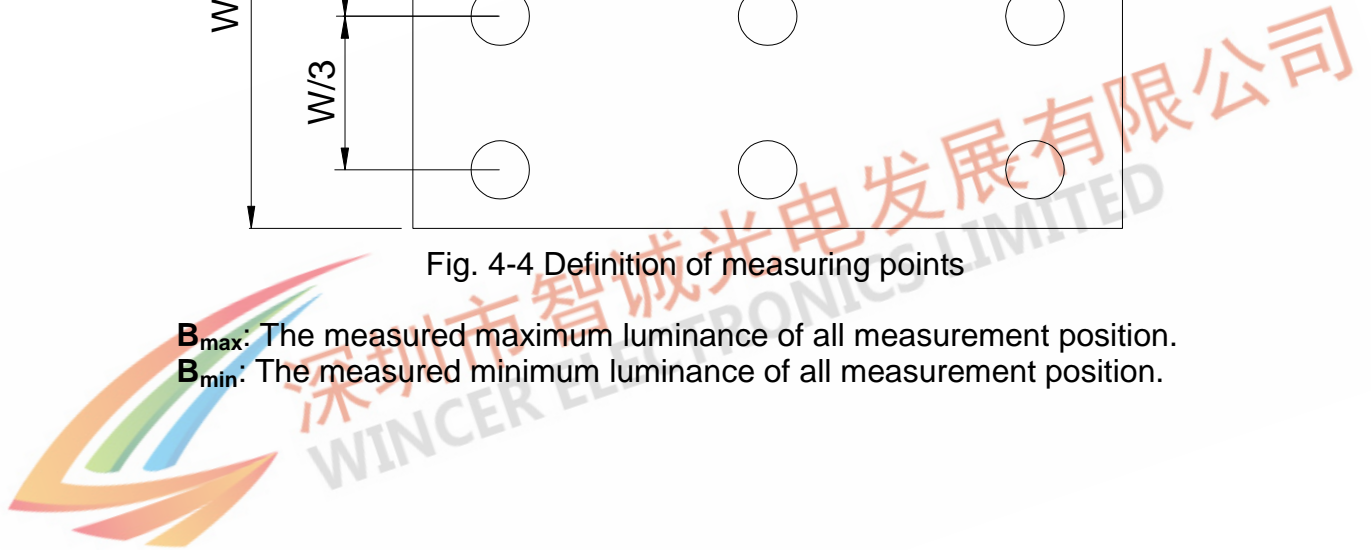 W
W/3
Fig. 4-4 Definition of measuring points
Bmax: The measured maximum luminance of all measurement position.
Bmin: The measured minimum luminance of all measurement position.
深圳市智诚光电发展有限公司
WINCER ELECTRONICS LIMITED